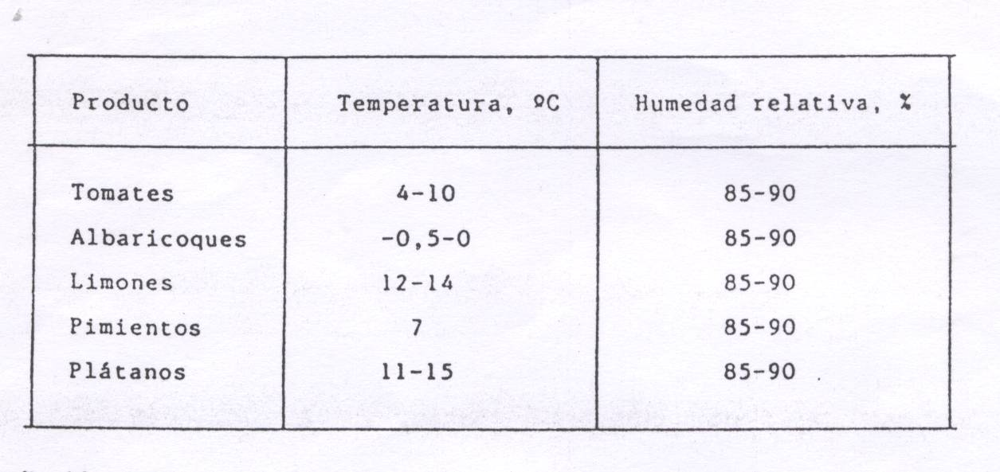 Producto Temperatura, ºC Humedad relativa, %
Tomates 4-10 85-90
Albaricoques -0,5-0 85-90
Limones 12-14 85-90
Pimientos 7 85-90
Plátanos 11-15 85-90